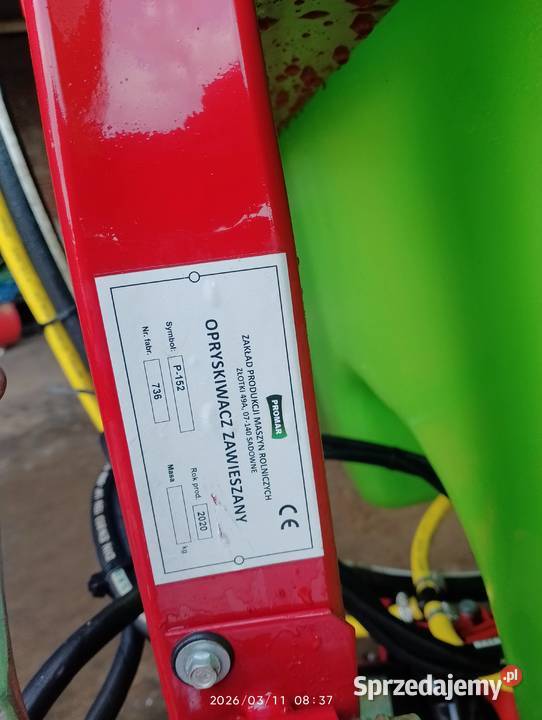 PROMAR
CE
ZAKŁAD PRODUKCJI MASZYN ROLNICZYCH
ZŁOTKI 49A, 07-140 SADOWNE
OPRYSKIWACZ ZAWIESZANY
Symbol: P-152
Rok prod. 2020
Nr. fabr. 736
Masa kg
2026/03/11 08:37
Sprzedajemy.pl